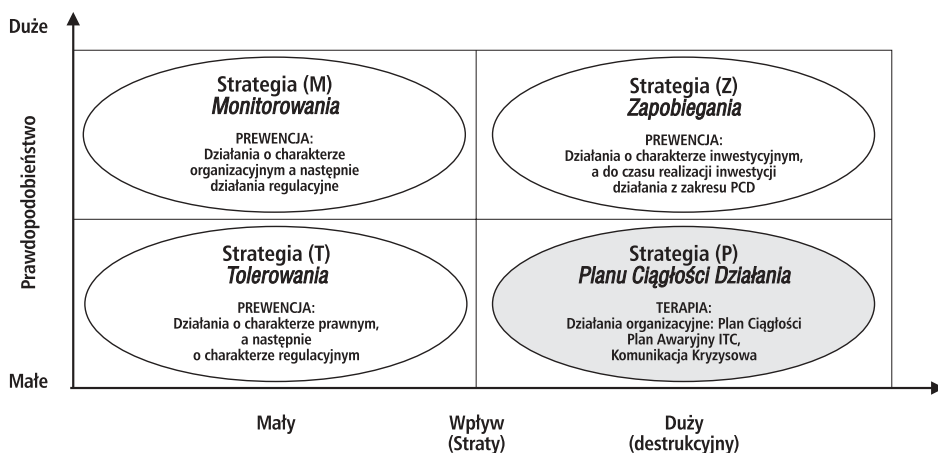 Duże
Prawdopodobieństwo
Małe
Strategia (M)
Monitorowania
PREWENCJA:
Działania o charakterze
organizacyjnym a następnie
działania regulacyjne
Strategia (Z)
Zapobiegania
PREWENCJA:
Działania o charakterze inwestycyjnym,
a do czasu realizacji inwestycji
działania z zakresu PCD
Strategia (T)
Tolerowania
PREWENCJA:
Działania o charakterze prawnym,
a następnie
o charakterze regulacyjnym
Strategia (P)
Planu Ciągłości Działania
TERAPIA:
Działania organizacyjne: Plan Ciągłości
Plan Awaryjny ITC,
Komunikacja Kryzysowa
Mały
Wpływ
(Straty)
Duży
(destrukcyjny)